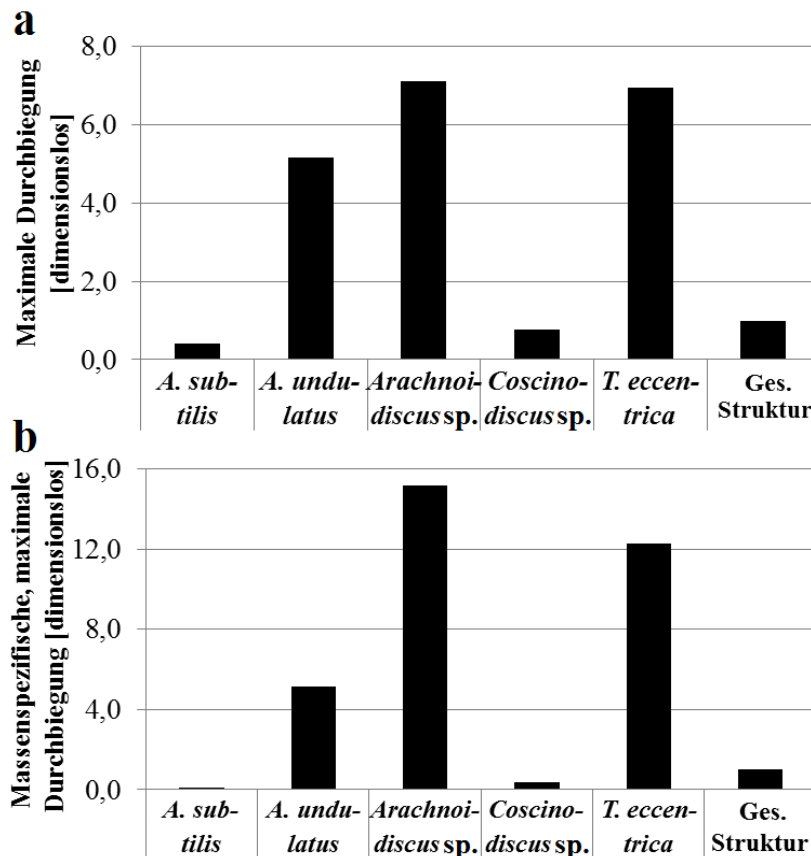 a
Maximale Durchbiegung
[dimensionslos]
8,0
6,0
4,0
2,0
0,0
A. sub-
tilis
A. undu-
latus
Arachnoi-
discus sp.
Coscino-
discus sp.
T. eccen-
trica
Ges.
Struktur
b
Massenspezifische, maximale
Durchbiegung [dimensionslos]
16,0
12,0
8,0
4,0
0,0
A. sub-
tilis
A. undu-
latus
Arachnoi-
discus sp.
Coscino-
discus sp.
T. eccen-
trica
Ges.
Struktur